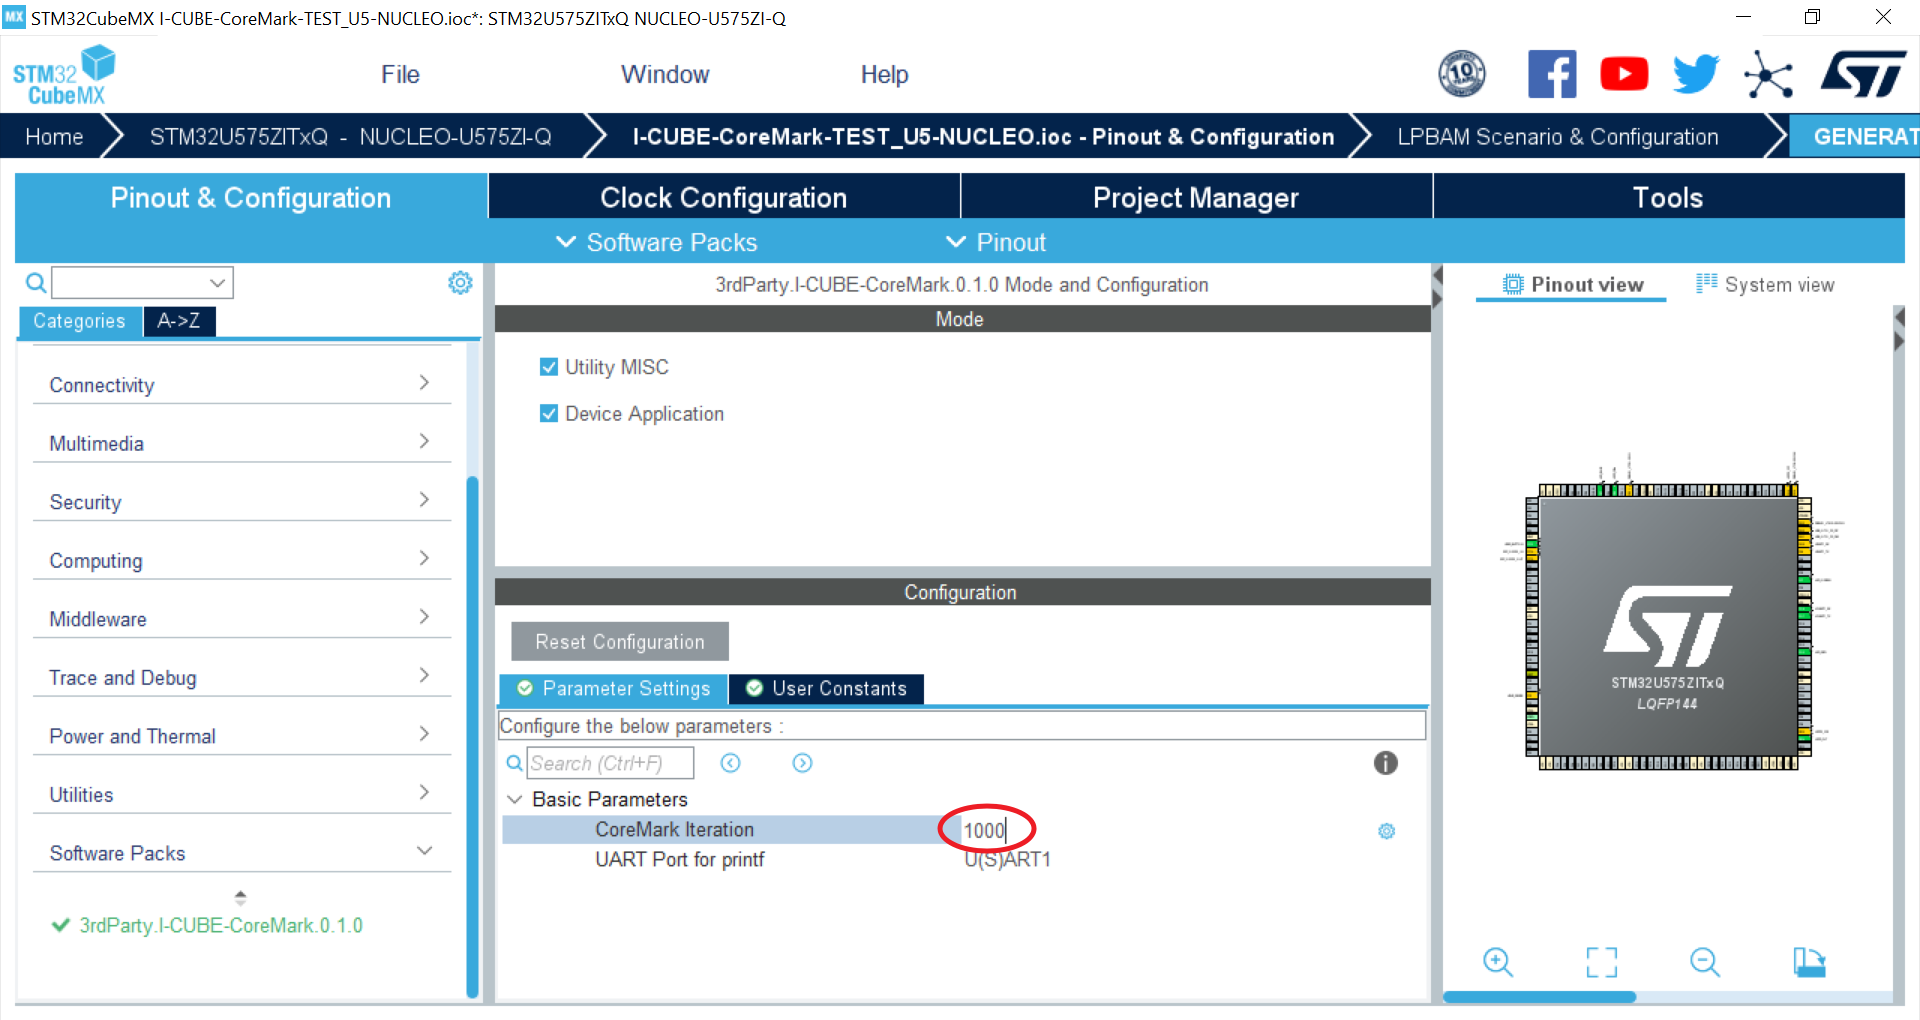 MX STM32CubeMX I-CUBE-CoreMark-TEST_U5-NUCLEO.ioc*: STM32U575ZITxQ NUCLEO-U575ZI-Q
STM32
CubeMX
File
Window
Help
10
YEARS
Home
STM32U575ZITxQ - NUCLEO-U575ZI-Q
I-CUBE-CoreMark-TEST_U5-NUCLEO.ioc - Pinout & Configuration
LPBAM Scenario & Configuration
GENERAT
Pinout & Configuration
Clock Configuration
Project Manager
Tools
Software Packs
Pinout
Categories
A->Z
Connectivity
Multimedia
Security
Computing
Middleware
Trace and Debug
Power and Thermal
Utilities
Software Packs
3rdParty.I-CUBE-CoreMark.0.1.0
3rdParty.I-CUBE-CoreMark.0.1.0 Mode and Configuration
Mode
Utility MISC
Device Application
Configuration
Reset Configuration
Parameter Settings
User Constants
Configure the below parameters :
Search (Ctrl+F)
Basic Parameters
CoreMark Iteration
1000
UART Port for printf
U(S)ART1
Pinout view
System view
STM32U575ZITxQ
LQFP144